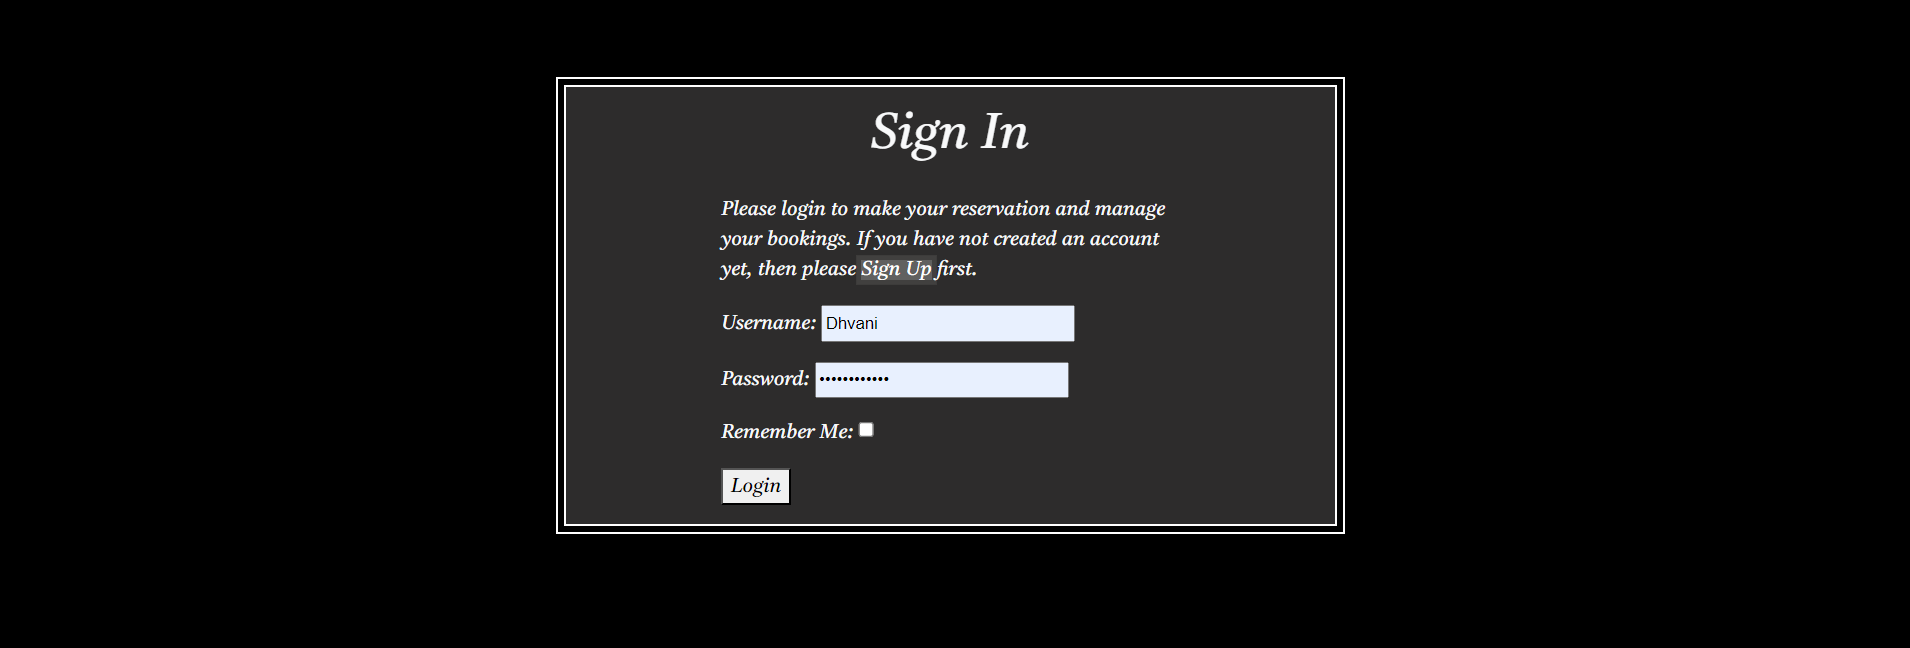 Sign In
Please login to make your reservation and manage
your bookings. If you have not created an account
yet, then please Sign Up first.
Username: Dhvani
Password: ••••••••••••
Remember Me:
Login